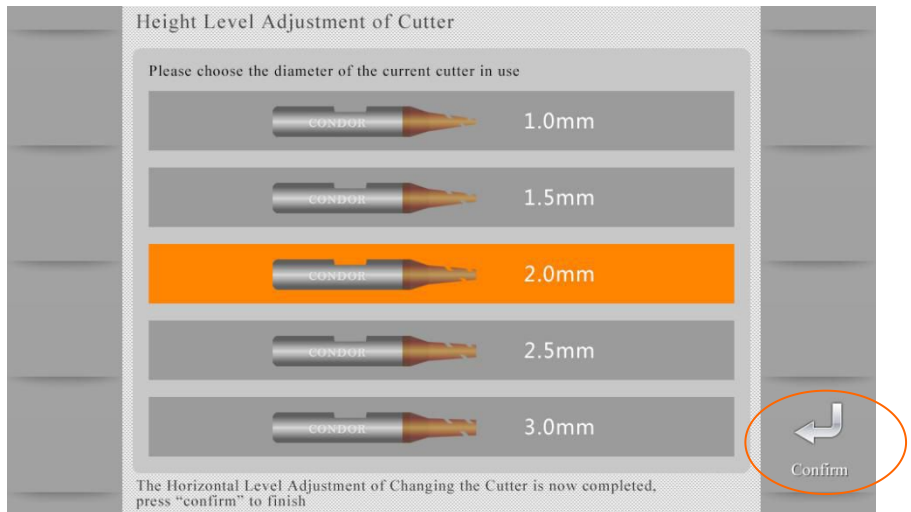 Height Level Adjustment of Cutter
Please choose the diameter of the current cutter in use
CONDOR 1.0mm
CONDOR 1.5mm
CONDOR 2.0mm
CONDOR 2.5mm
CONDOR 3.0mm
Confirm
The Horizontal Level Adjustment of Changing the Cutter is now completed,
press “confirm” to finish